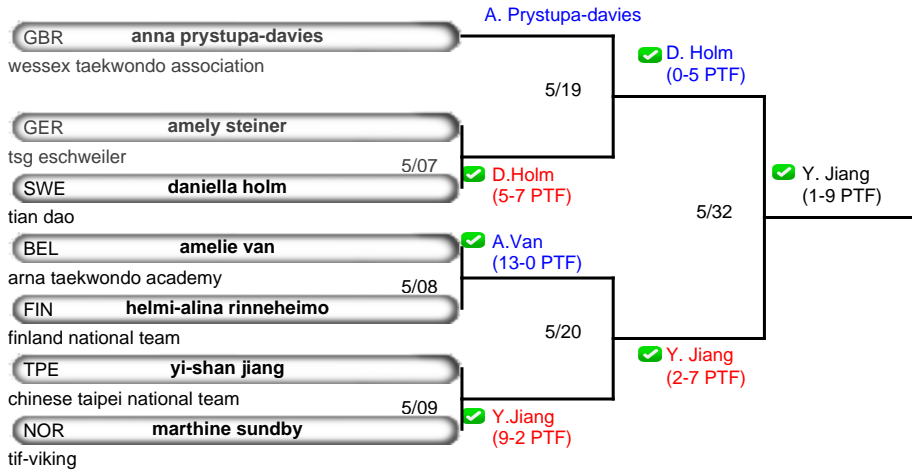 GBR anna prystupa-davies
wessex taekwondo association
GER amely steiner
tsg eschweiler
5/07
SWE daniella holm
tian dao
BEL amelie van
arna taekwondo academy
5/08
FIN helmi-alina rinneheimo
finland national team
TPE yi-shan jiang
chinese taipei national team
5/09
NOR marthine sundby
tif-viking
A. Prystupa-davies
5/19
D.Holm
(5-7 PTF)
A.Van
(13-0 PTF)
5/20
Y.Jiang
(9-2 PTF)
D. Holm
(0-5 PTF)
5/32
Y. Jiang
(2-7 PTF)
Y. Jiang
(1-9 PTF)